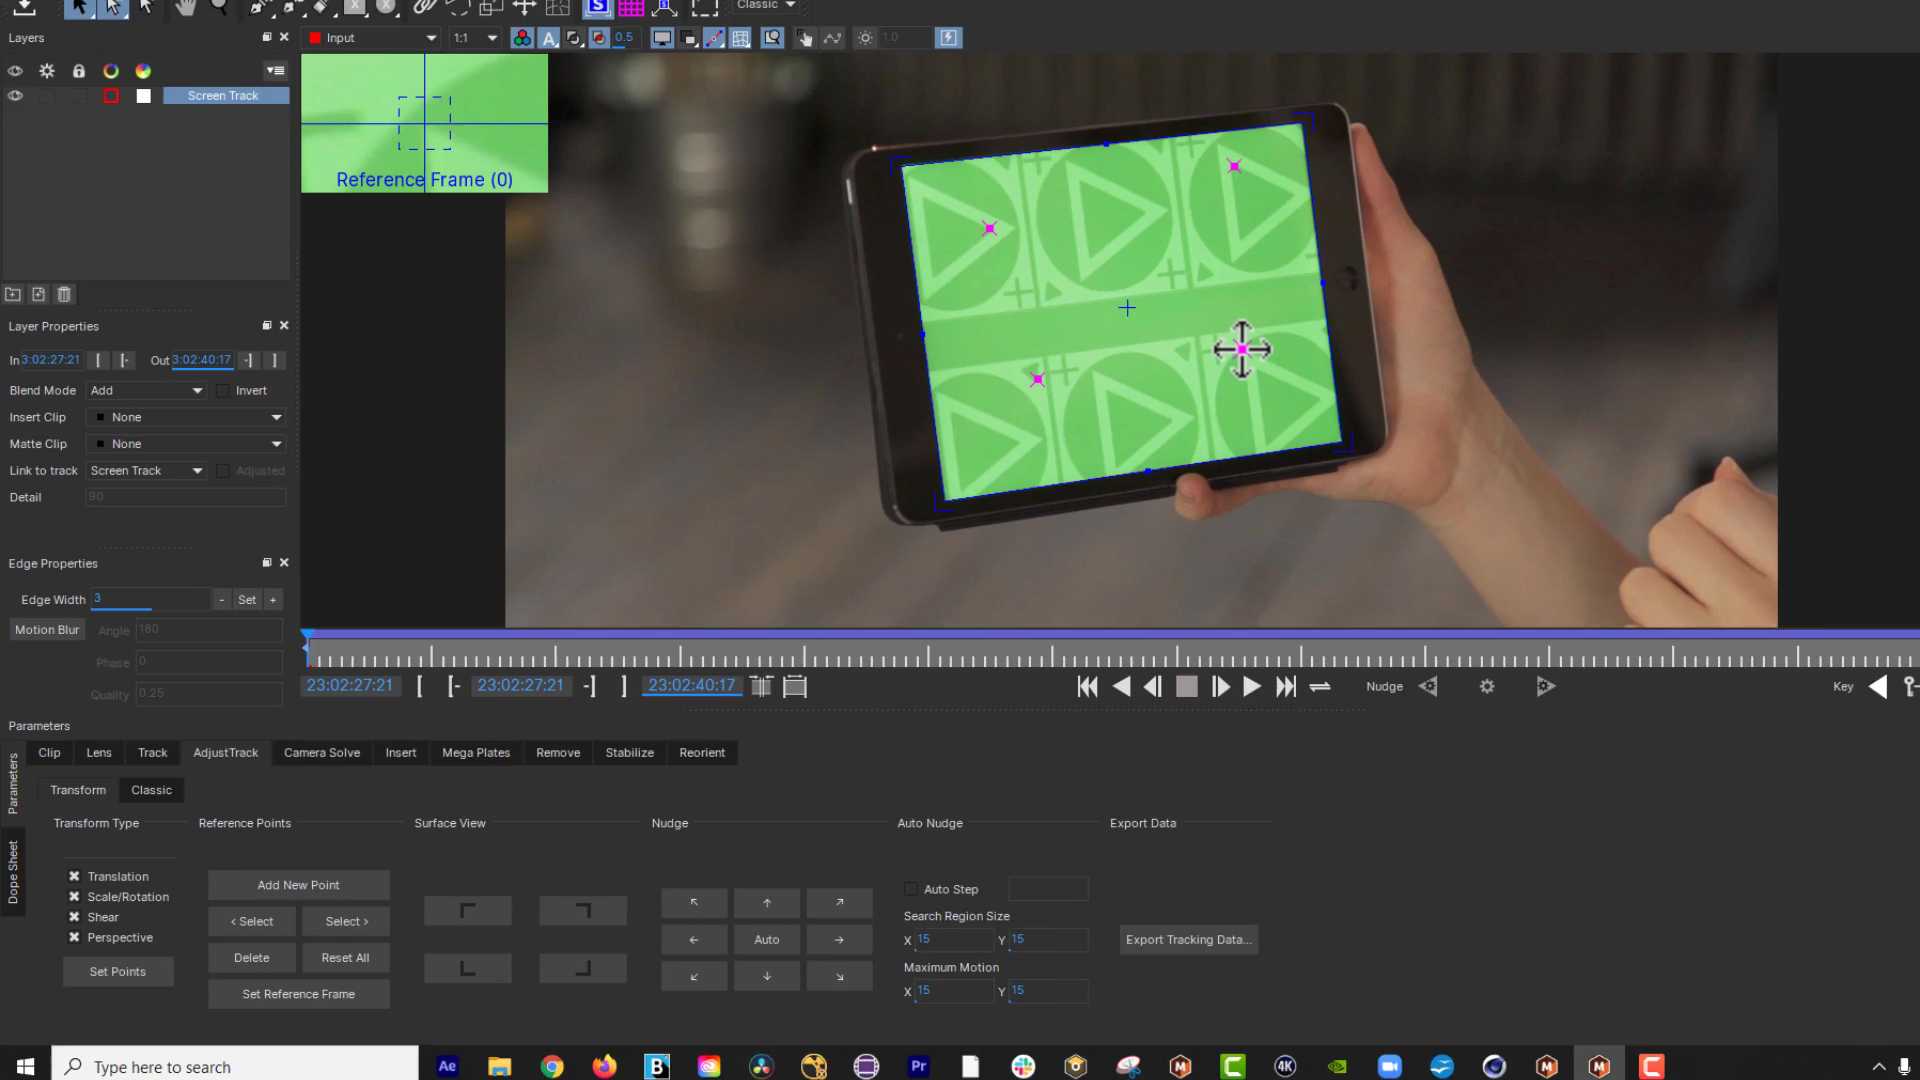 Classic
Layers
Input
1:1
A
0.5
1.0
Screen Track
Reference Frame (0)
Layer Properties
In 3:02:27:21 [ [- Out 3:02:40:17 -] ]
Blend Mode Add Invert
Insert Clip None
Matte Clip None
Link to track Screen Track Adjusted
Detail 90
Edge Properties
Edge Width 3 - Set +
Motion Blur Angle 180
Phase 0
Quality 0.25
23:02:27:21 [ [- 23:02:27:21 -] ] 23:02:40:17 Nudge Key
Parameters
Clip Lens Track AdjustTrack Camera Solve Insert Mega Plates Remove Stabilize Reorient
Parameters
Dope Sheet
Transform Classic
Transform Type Reference Points Surface View Nudge Auto Nudge Export Data
Translation
Scale/Rotation
Shear
Perspective
Set Points
Add New Point
< Select Select >
Delete Reset All
Set Reference Frame
Auto
Auto Step
Search Region Size
X 15 Y 15
Maximum Motion
X 15 Y 15
Export Tracking Data...
Type here to search
Ae
Pr
4K